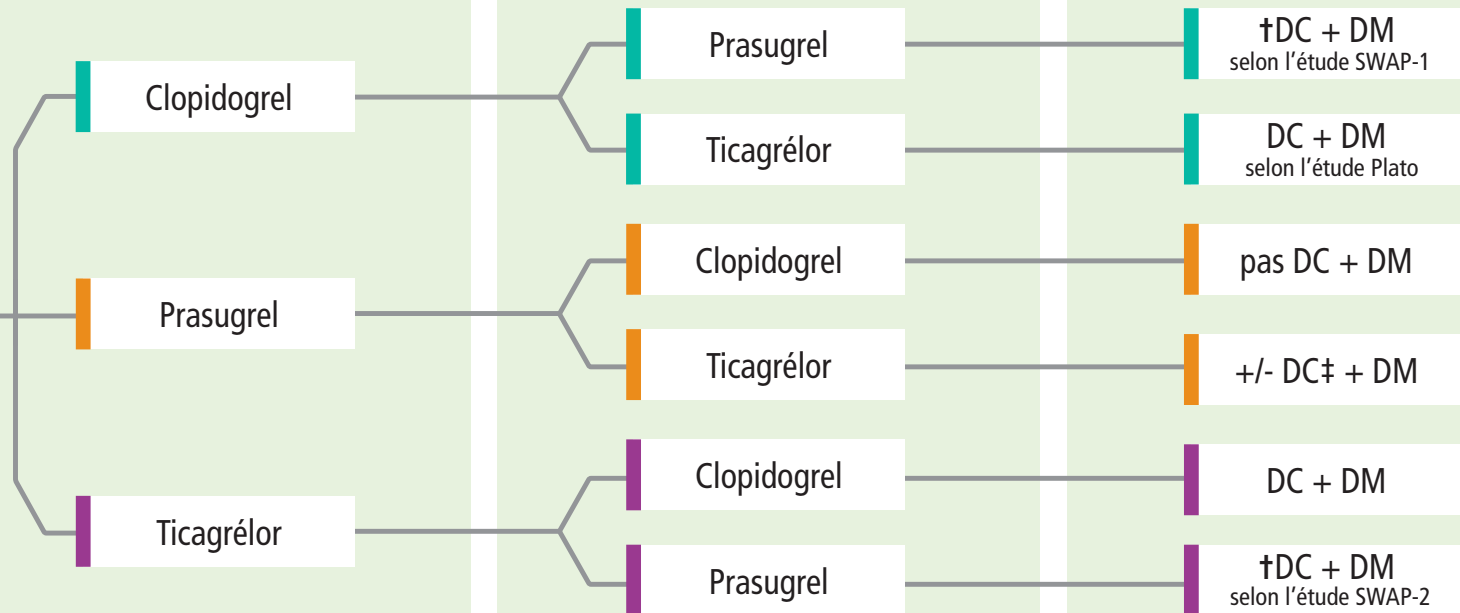 Clopidogrel
Prasugrel
†DC + DM
selon l'étude SWAP-1
Ticagrélor
DC + DM
selon l'étude Plato
Prasugrel
Clopidogrel
pas DC + DM
Ticagrélor
+/- DC‡ + DM
Ticagrélor
Clopidogrel
DC + DM
Prasugrel
†DC + DM
selon l'étude SWAP-2